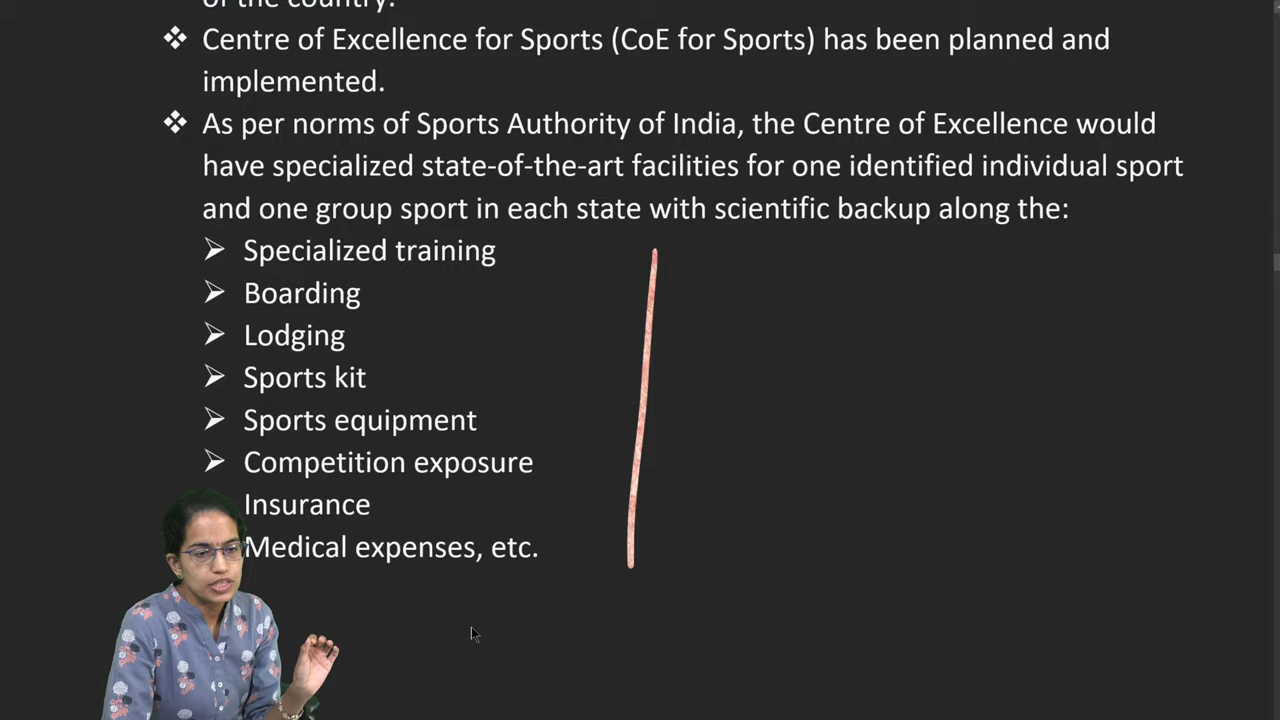 of the country.
❖ Centre of Excellence for Sports (CoE for Sports) has been planned and
implemented.
❖ As per norms of Sports Authority of India, the Centre of Excellence would
have specialized state-of-the-art facilities for one identified individual sport
and one group sport in each state with scientific backup along the:
➢ Specialized training
➢ Boarding
➢ Lodging
➢ Sports kit
➢ Sports equipment
➢ Competition exposure
Insurance
Medical expenses, etc.